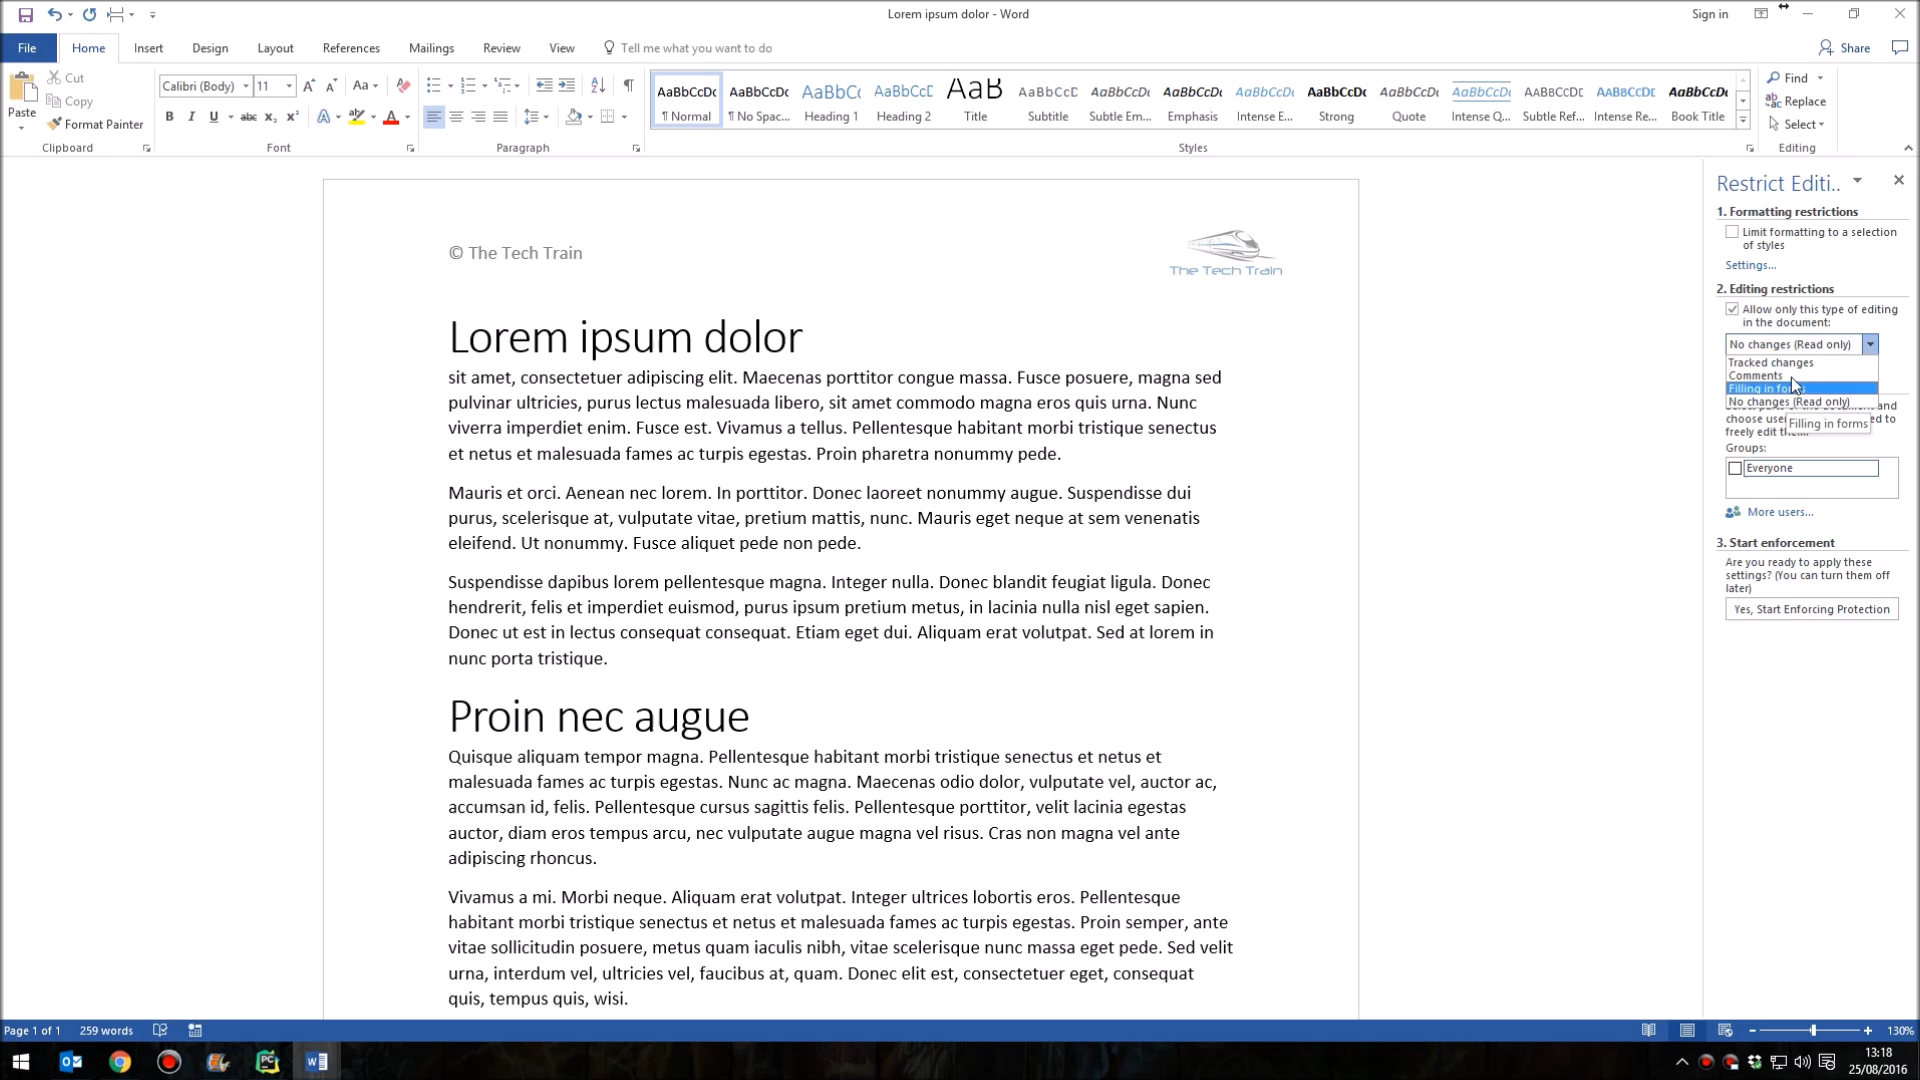 Lorem ipsum dolor - Word
Sign in
File
Home
Insert
Design
Layout
References
Mailings
Review
View
Tell me what you want to do
Share
Paste
Cut
Copy
Format Painter
Clipboard
Calibri (Body)
11
Aa
B I U abc x₂ x²
A
Font
Paragraph
AaBbCcDc
¶ Normal
AaBbCcDc
¶ No Spac...
AaBbCc
Heading 1
AaBbCcD
Heading 2
AaB
Title
AaBbCcD
Subtitle
AaBbCcDc
Subtle Em...
AaBbCcDc
Emphasis
AaBbCcDc
Intense E...
AaBbCcDc
Strong
AaBbCcDc
Quote
AaBbCcDc
Intense Q...
AABBCCDC
Subtle Ref...
AABBCCDC
Intense Re...
AaBbCcDc
Book Title
Styles
Find
Replace
Select
Editing
© The Tech Train
The Tech Train
Lorem ipsum dolor
sit amet, consectetuer adipiscing elit. Maecenas porttitor congue massa. Fusce posuere, magna sed
pulvinar ultricies, purus lectus malesuada libero, sit amet commodo magna eros quis urna. Nunc
viverra imperdiet enim. Fusce est. Vivamus a tellus. Pellentesque habitant morbi tristique senectus
et netus et malesuada fames ac turpis egestas. Proin pharetra nonummy pede.
Mauris et orci. Aenean nec lorem. In porttitor. Donec laoreet nonummy augue. Suspendisse dui
purus, scelerisque at, vulputate vitae, pretium mattis, nunc. Mauris eget neque at sem venenatis
eleifend. Ut nonummy. Fusce aliquet pede non pede.
Suspendisse dapibus lorem pellentesque magna. Integer nulla. Donec blandit feugiat ligula. Donec
hendrerit, felis et imperdiet euismod, purus ipsum pretium metus, in lacinia nulla nisl eget sapien.
Donec ut est in lectus consequat consequat. Etiam eget dui. Aliquam erat volutpat. Sed at lorem in
nunc porta tristique.
Proin nec augue
Quisque aliquam tempor magna. Pellentesque habitant morbi tristique senectus et netus et
malesuada fames ac turpis egestas. Nunc ac magna. Maecenas odio dolor, vulputate vel, auctor ac,
accumsan id, felis. Pellentesque cursus sagittis felis. Pellentesque porttitor, velit lacinia egestas
auctor, diam eros tempus arcu, nec vulputate augue magna vel risus. Cras non magna vel ante
adipiscing rhoncus.
Vivamus a mi. Morbi neque. Aliquam erat volutpat. Integer ultrices lobortis eros. Pellentesque
habitant morbi tristique senectus et netus et malesuada fames ac turpis egestas. Proin semper, ante
vitae sollicitudin posuere, metus quam iaculis nibh, vitae scelerisque nunc massa eget pede. Sed velit
urna, interdum vel, ultricies vel, faucibus at, quam. Donec elit est, consectetuer eget, consequat
quis, tempus quis, wisi.
Restrict Editi..
1. Formatting restrictions
Limit formatting to a selection
of styles
Settings...
2. Editing restrictions
Allow only this type of editing
in the document:
No changes (Read only)
Tracked changes
Comments
Filling in
No changes (Read only)
and
choose
ed to
freely edit
Filling in forms
Groups:
Everyone
More users...
3. Start enforcement
Are you ready to apply these
settings? (You can turn them off
later)
Yes, Start Enforcing Protection
Page 1 of 1
259 words
130%
13:18
25/08/2016